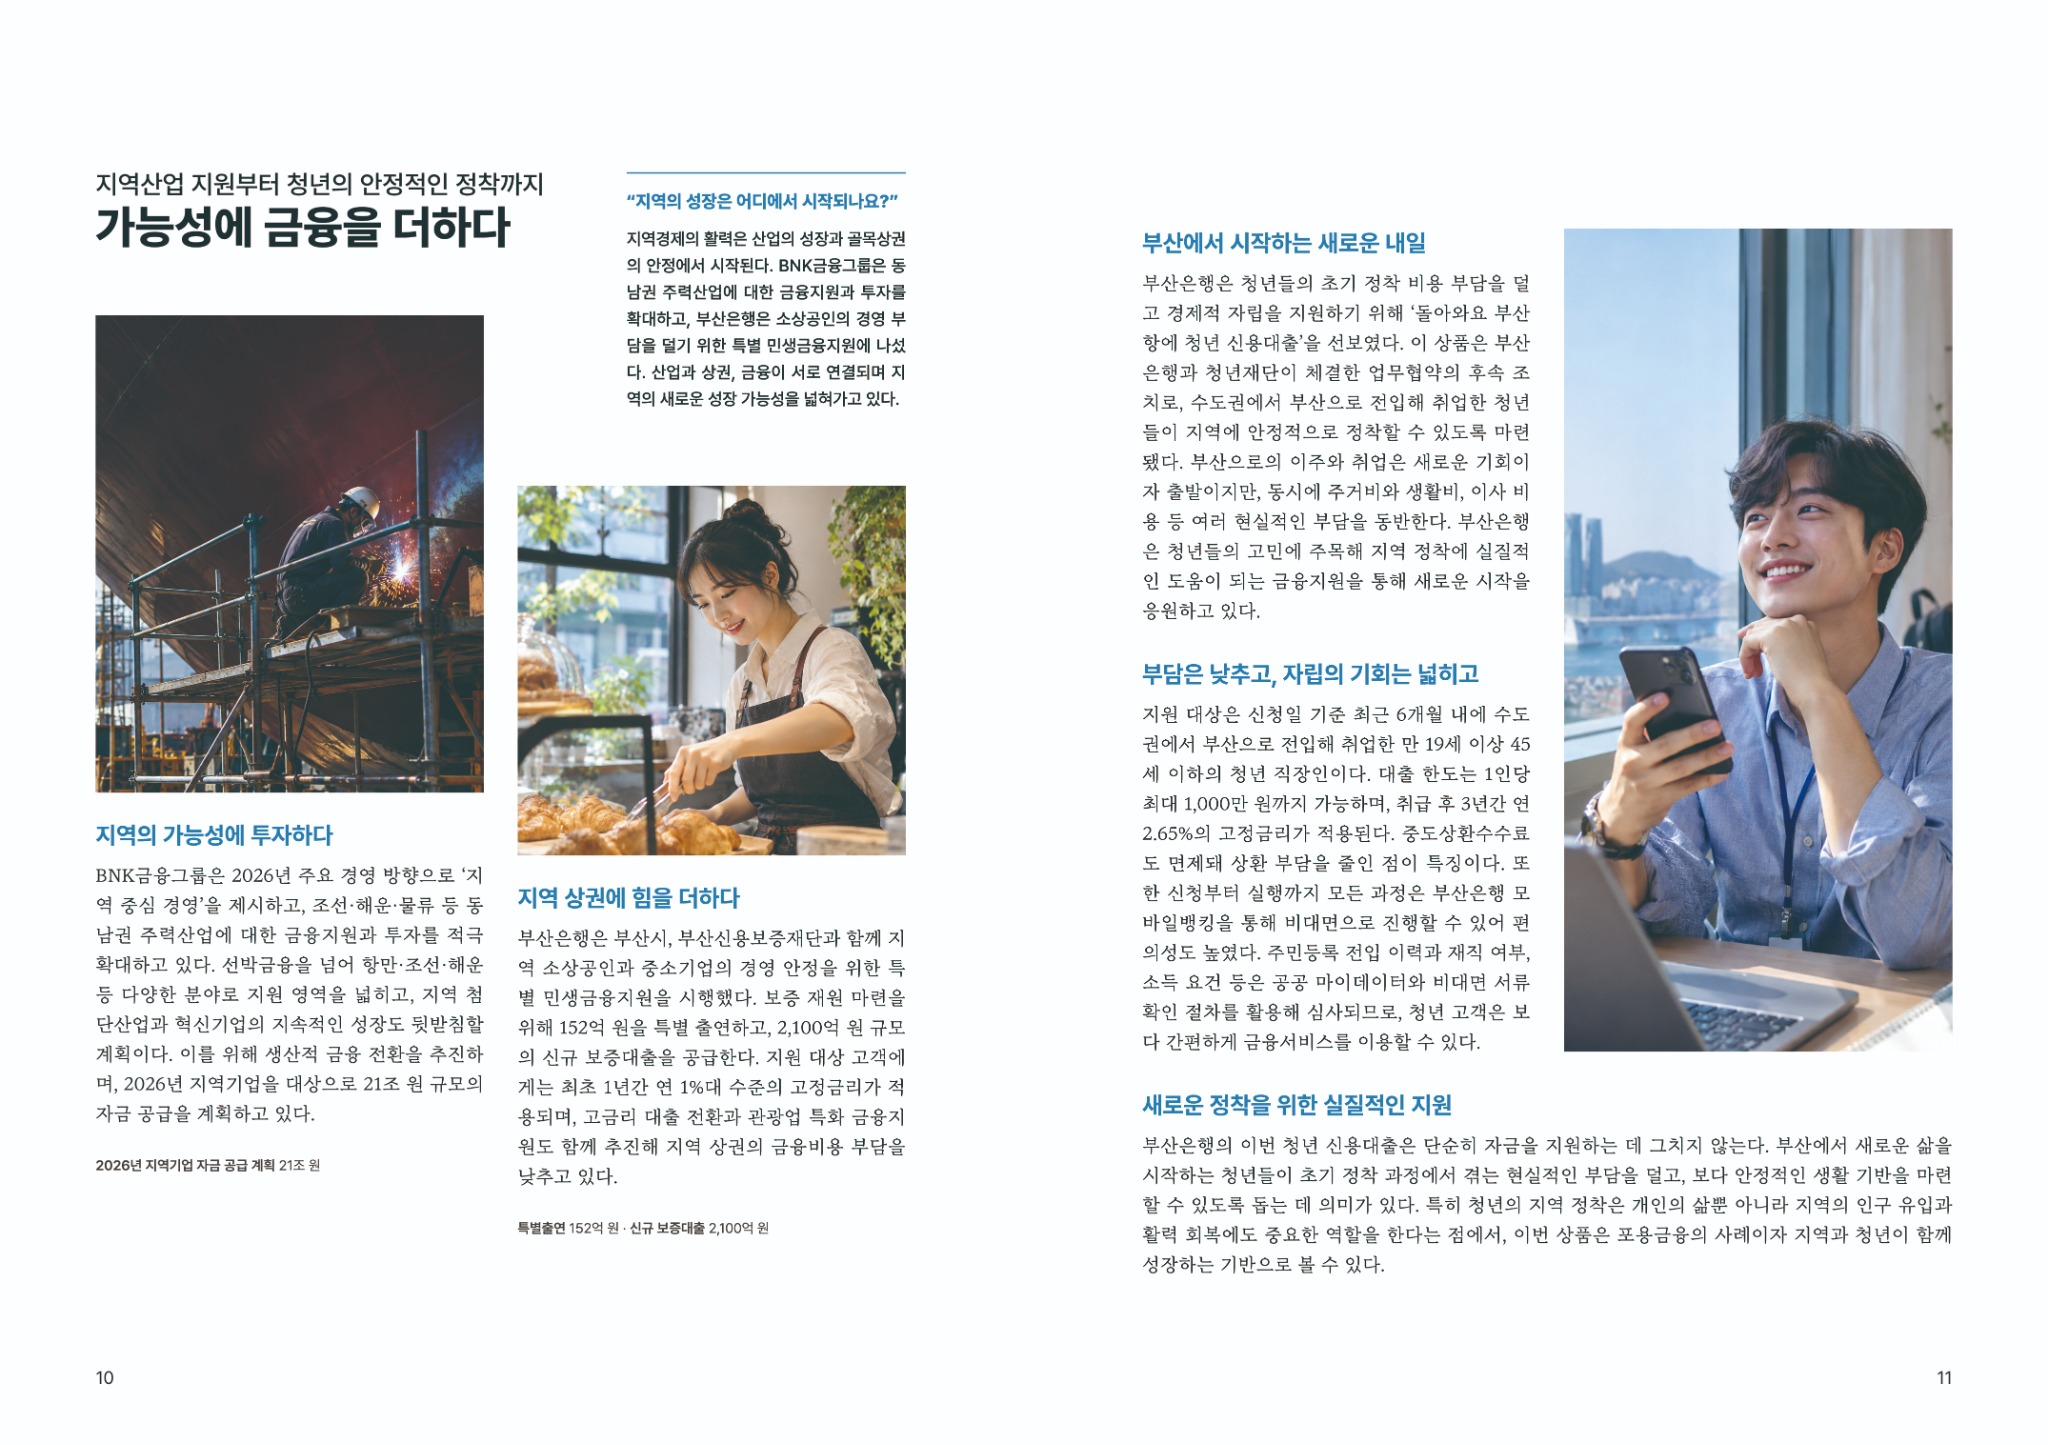 지역산업 지원부터 청년의 안정적인 정착까지
가능성에 금융을 더하다
“지역의 성장은 어디에서 시작되나요?”
지역경제의 활력은 산업의 성장과 골목상권
의 안정에서 시작된다. BNK금융그룹은 동
남권 주력산업에 대한 금융지원과 투자를
확대하고, 부산은행은 소상공인의 경영 부
담을 덜기 위한 특별 민생금융지원에 나섰
다. 산업과 상권, 금융이 서로 연결되며 지
역의 새로운 성장 가능성을 넓혀가고 있다.
지역의 가능성에 투자하다
BNK금융그룹은 2026년 주요 경영 방향으로 ‘지
역 중심 경영’을 제시하고, 조선·해운·물류 등 동
남권 주력산업에 대한 금융지원과 투자를 적극
확대하고 있다. 선박금융을 넘어 항만·조선·해운
등 다양한 분야로 지원 영역을 넓히고, 지역 첨
단산업과 혁신기업의 지속적인 성장도 뒷받침할
계획이다. 이를 위해 생산적 금융 전환을 추진하
며, 2026년 지역기업을 대상으로 21조 원 규모의
자금 공급을 계획하고 있다.
2026년 지역기업 자금 공급 계획 21조 원
지역 상권에 힘을 더하다
부산은행은 부산시, 부산신용보증재단과 함께 지
역 소상공인과 중소기업의 경영 안정을 위한 특
별 민생금융지원을 시행했다. 보증 재원 마련을
위해 152억 원을 특별 출연하고, 2,100억 원 규모
의 신규 보증대출을 공급한다. 지원 대상 고객에
게는 최초 1년간 연 1%대 수준의 고정금리가 적
용되며, 고금리 대출 전환과 관광업 특화 금융지
원도 함께 추진해 지역 상권의 금융비용 부담을
낮추고 있다.
특별출연 152억 원 · 신규 보증대출 2,100억 원
10
부산에서 시작하는 새로운 내일
부산은행은 청년들의 초기 정착 비용 부담을 덜
고 경제적 자립을 지원하기 위해 ‘돌아와요 부산
항에 청년 신용대출’을 선보였다. 이 상품은 부산
은행과 청년재단이 체결한 업무협약의 후속 조
치로, 수도권에서 부산으로 전입해 취업한 청년
들이 지역에 안정적으로 정착할 수 있도록 마련
됐다. 부산으로의 이주와 취업은 새로운 기회이
자 출발이지만, 동시에 주거비와 생활비, 이사 비
용 등 여러 현실적인 부담을 동반한다. 부산은행
은 청년들의 고민에 주목해 지역 정착에 실질적
인 도움이 되는 금융지원을 통해 새로운 시작을
응원하고 있다.
부담은 낮추고, 자립의 기회는 넓히고
지원 대상은 신청일 기준 최근 6개월 내에 수도
권에서 부산으로 전입해 취업한 만 19세 이상 45
세 이하의 청년 직장인이다. 대출 한도는 1인당
최대 1,000만 원까지 가능하며, 취급 후 3년간 연
2.65%의 고정금리가 적용된다. 중도상환수수료
도 면제돼 상환 부담을 줄인 점이 특징이다. 또
한 신청부터 실행까지 모든 과정은 부산은행 모
바일뱅킹을 통해 비대면으로 진행할 수 있어 편
의성도 높였다. 주민등록 전입 이력과 재직 여부,
소득 요건 등은 공공 마이데이터와 비대면 서류
확인 절차를 활용해 심사되므로, 청년 고객은 보
다 간편하게 금융서비스를 이용할 수 있다.
새로운 정착을 위한 실질적인 지원
부산은행의 이번 청년 신용대출은 단순히 자금을 지원하는 데 그치지 않는다. 부산에서 새로운 삶을
시작하는 청년들이 초기 정착 과정에서 겪는 현실적인 부담을 덜고, 보다 안정적인 생활 기반을 마련
할 수 있도록 돕는 데 의미가 있다. 특히 청년의 지역 정착은 개인의 삶뿐 아니라 지역의 인구 유입과
활력 회복에도 중요한 역할을 한다는 점에서, 이번 상품은 포용금융의 사례이자 지역과 청년이 함께
성장하는 기반으로 볼 수 있다.
11